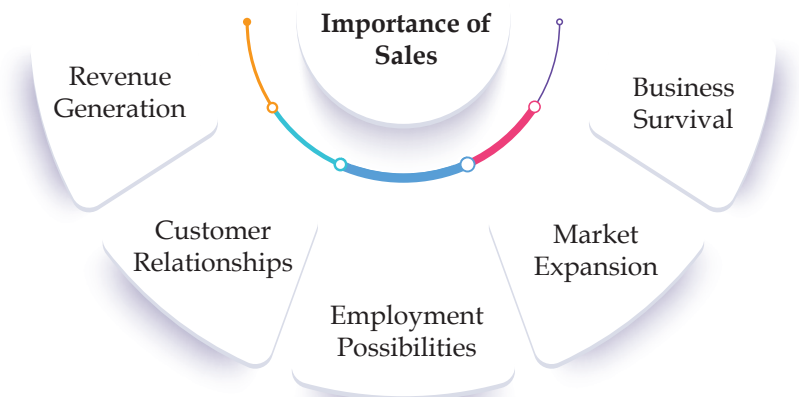 Importance of
Sales
Revenue
Generation
Customer
Relationships
Employment
Possibilities
Market
Expansion
Business
Survival